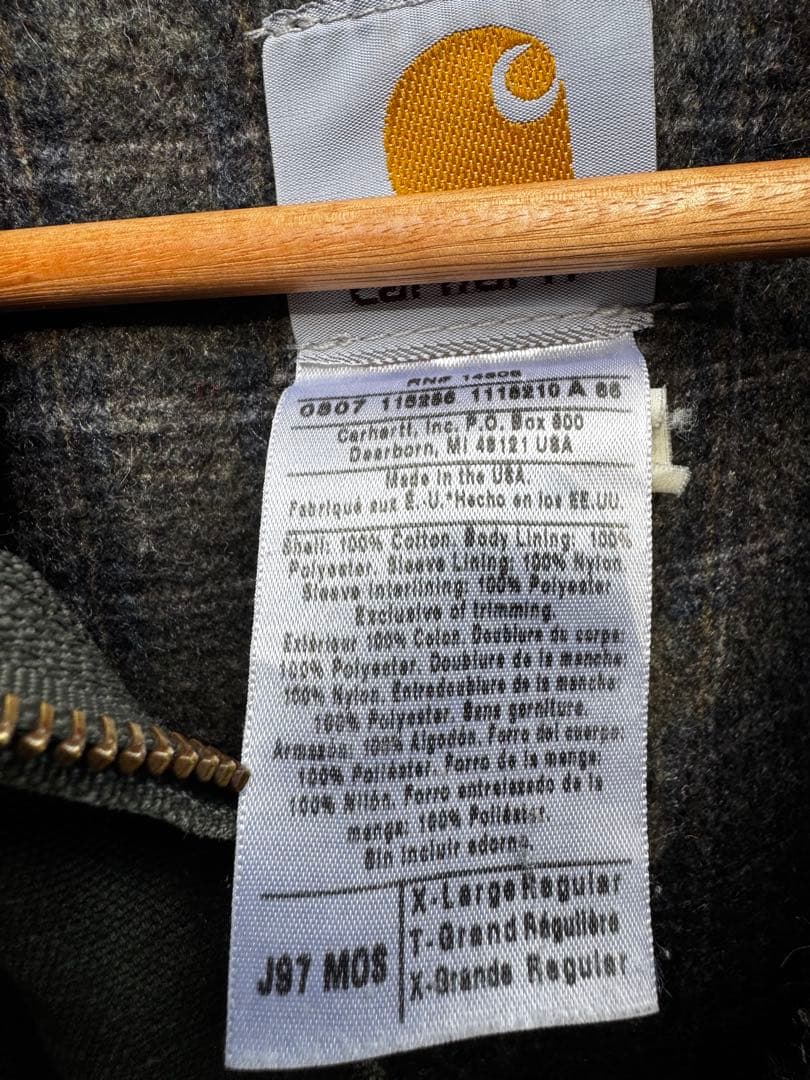 RN# 14806
0807 115286 1115210 A 86
Carhartt, Inc. P.O. Box 600
Dearborn, MI 48121 USA
Made in the USA.
Fabriqué aux É.-U.*Hecho en los EE.UU.
Shell: 100% Cotton. Body Lining: 100%
Polyester. Sleeve Lining: 100% Nylon
Sleeve Interlining: 100% Polyester
Exclusive of trimming.
Extérieur 100% Coton. Doublure du corps:
100% Polyester. Doublure de la manche:
100% Nylon. Entredoublure de la manche:
100% Polyester. Sans garniture.
Armazón: 100% Algodón. Forro del cuerpo:
100% Poliéster. Forro de la manga:
100% Nilón. Forro entrelazado de la
manga: 100% Poliéster.
Sin incluir adorno.
J97 MOS
X-Large Regular
T-Grand Régulière
X-Grande Regular